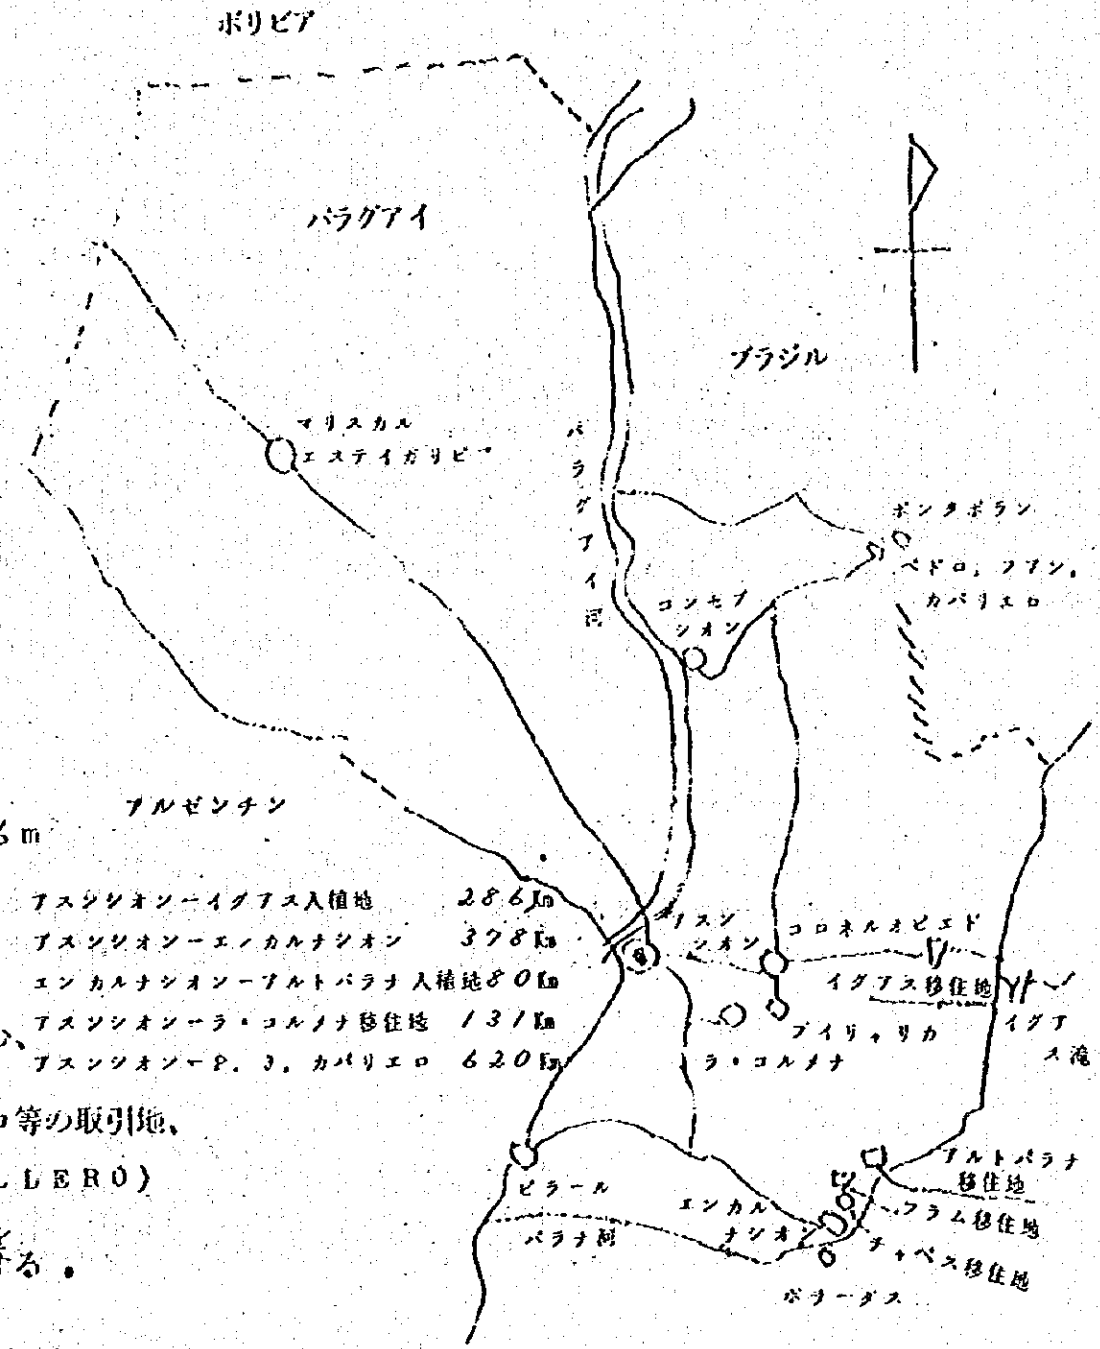 ボリビア
パラグアイ
ブラジル
マリスカル
エステイガリビア
パラグアイ河
ポンタポラン
ペドロ, フアン,
カバリエロ
コンセプ
シオン
アルゼンチン
m
アスンシオンーイグアス入植地 286Km
アスンシオンーエンカルナシオン 378Km
エンカルナシオンーアルトパラナ入植地80Km
アスンシオンーラ・コルメナ移住地 131Km
アスンシオンーP. J. カバリエロ 620Km
アスン
シオン
コロネルオビエド
イグアス移住地
イグア
ス滝
ブイリャリカ
ラ・コルメナ
等の取引地、
LLERO)
る.
ピラール
パラナ河
エンカル
ナシオン
アルトパラナ
移住地
フラム移住地
チャベス移住地
ポサーダス